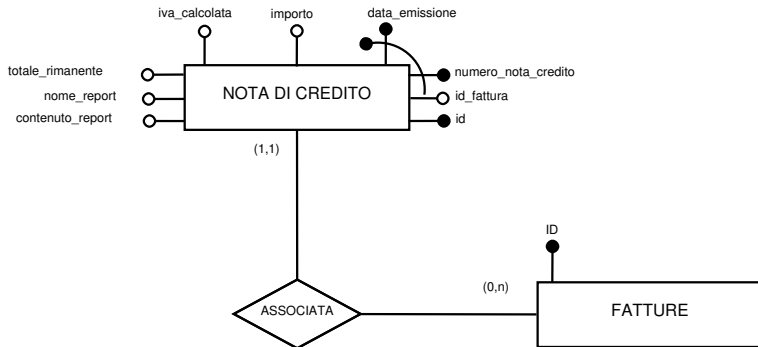 iva_calcolata
importo
data_emissione
totale_rimanente
numero_nota_credito
nome_report
NOTA DI CREDITO
id_fattura
contenuto_report
id
(1,1)
ID
(0,n)
ASSOCIATA
FATTURE